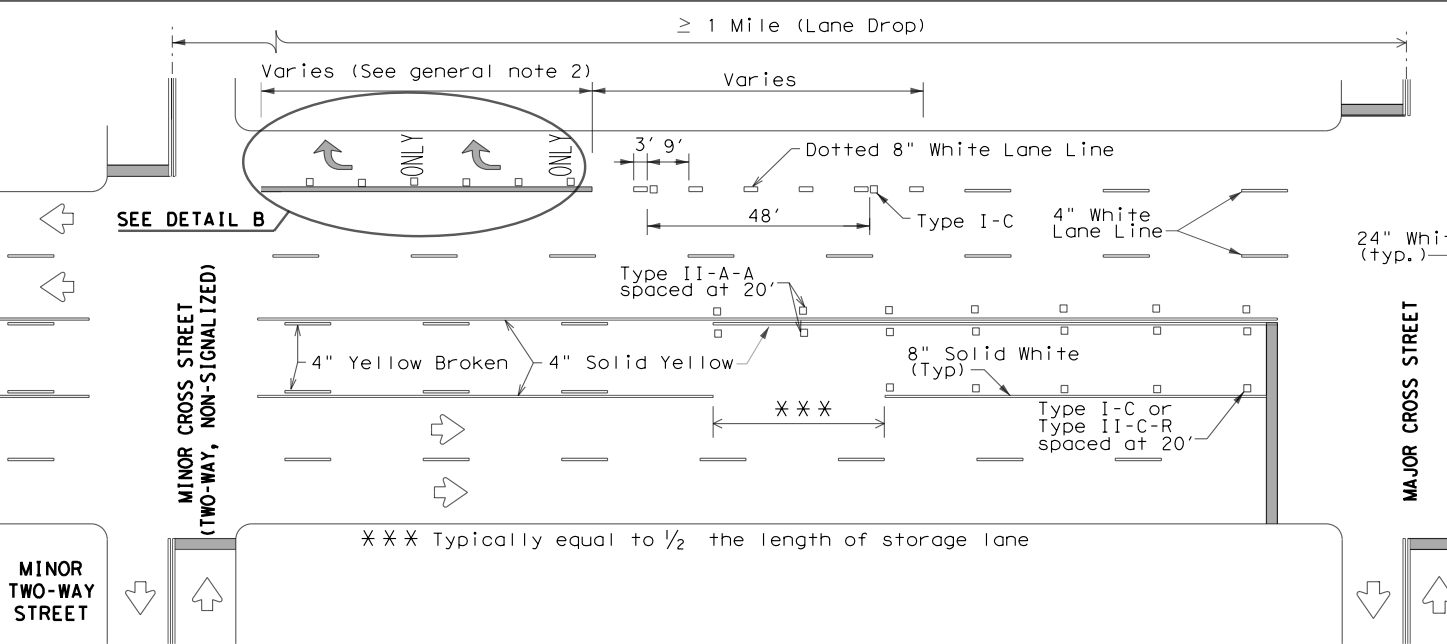 ≥ 1 Mile (Lane Drop)
Varies (See general note 2)
Varies
ONLY
ONLY
3' 9'
Dotted 8" White Lane Line
SEE DETAIL B
48'
Type I-C
4" White
Lane Line
24" Whit
(typ.)
Type II-A-A
spaced at 20'
MINOR CROSS STREET
(TWO-WAY, NON-SIGNALIZED)
4" Yellow Broken
4" Solid Yellow
8" Solid White
(Typ)
***
Type I-C or
Type II-C-R
spaced at 20'
MAJOR CROSS STREET
*** Typically equal to ½ the length of storage lane
MINOR
TWO-WAY
STREET